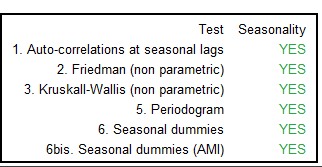 Test Seasonality
1. Auto-correlations at seasonal lags YES
2. Friedman (non parametric) YES
3. Kruskall-Wallis (non parametric) YES
5. Periodogram YES
6. Seasonal dummies YES
6bis. Seasonal dummies (AMI) YES